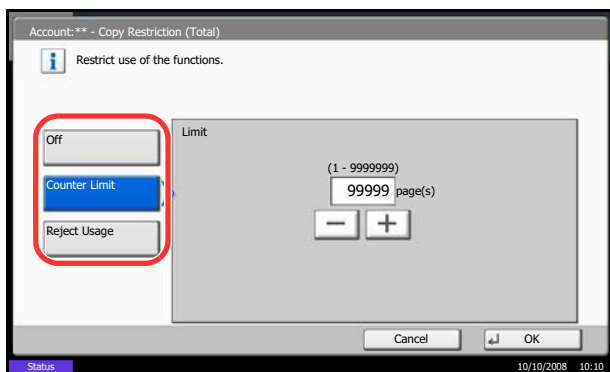 Account:** - Copy Restriction (Total)
Restrict use of the functions.
Off
Limit
(1 - 9999999)
99999 page(s)
Counter Limit
Reject Usage
Cancel
OK
Status
10/10/2008 10:10